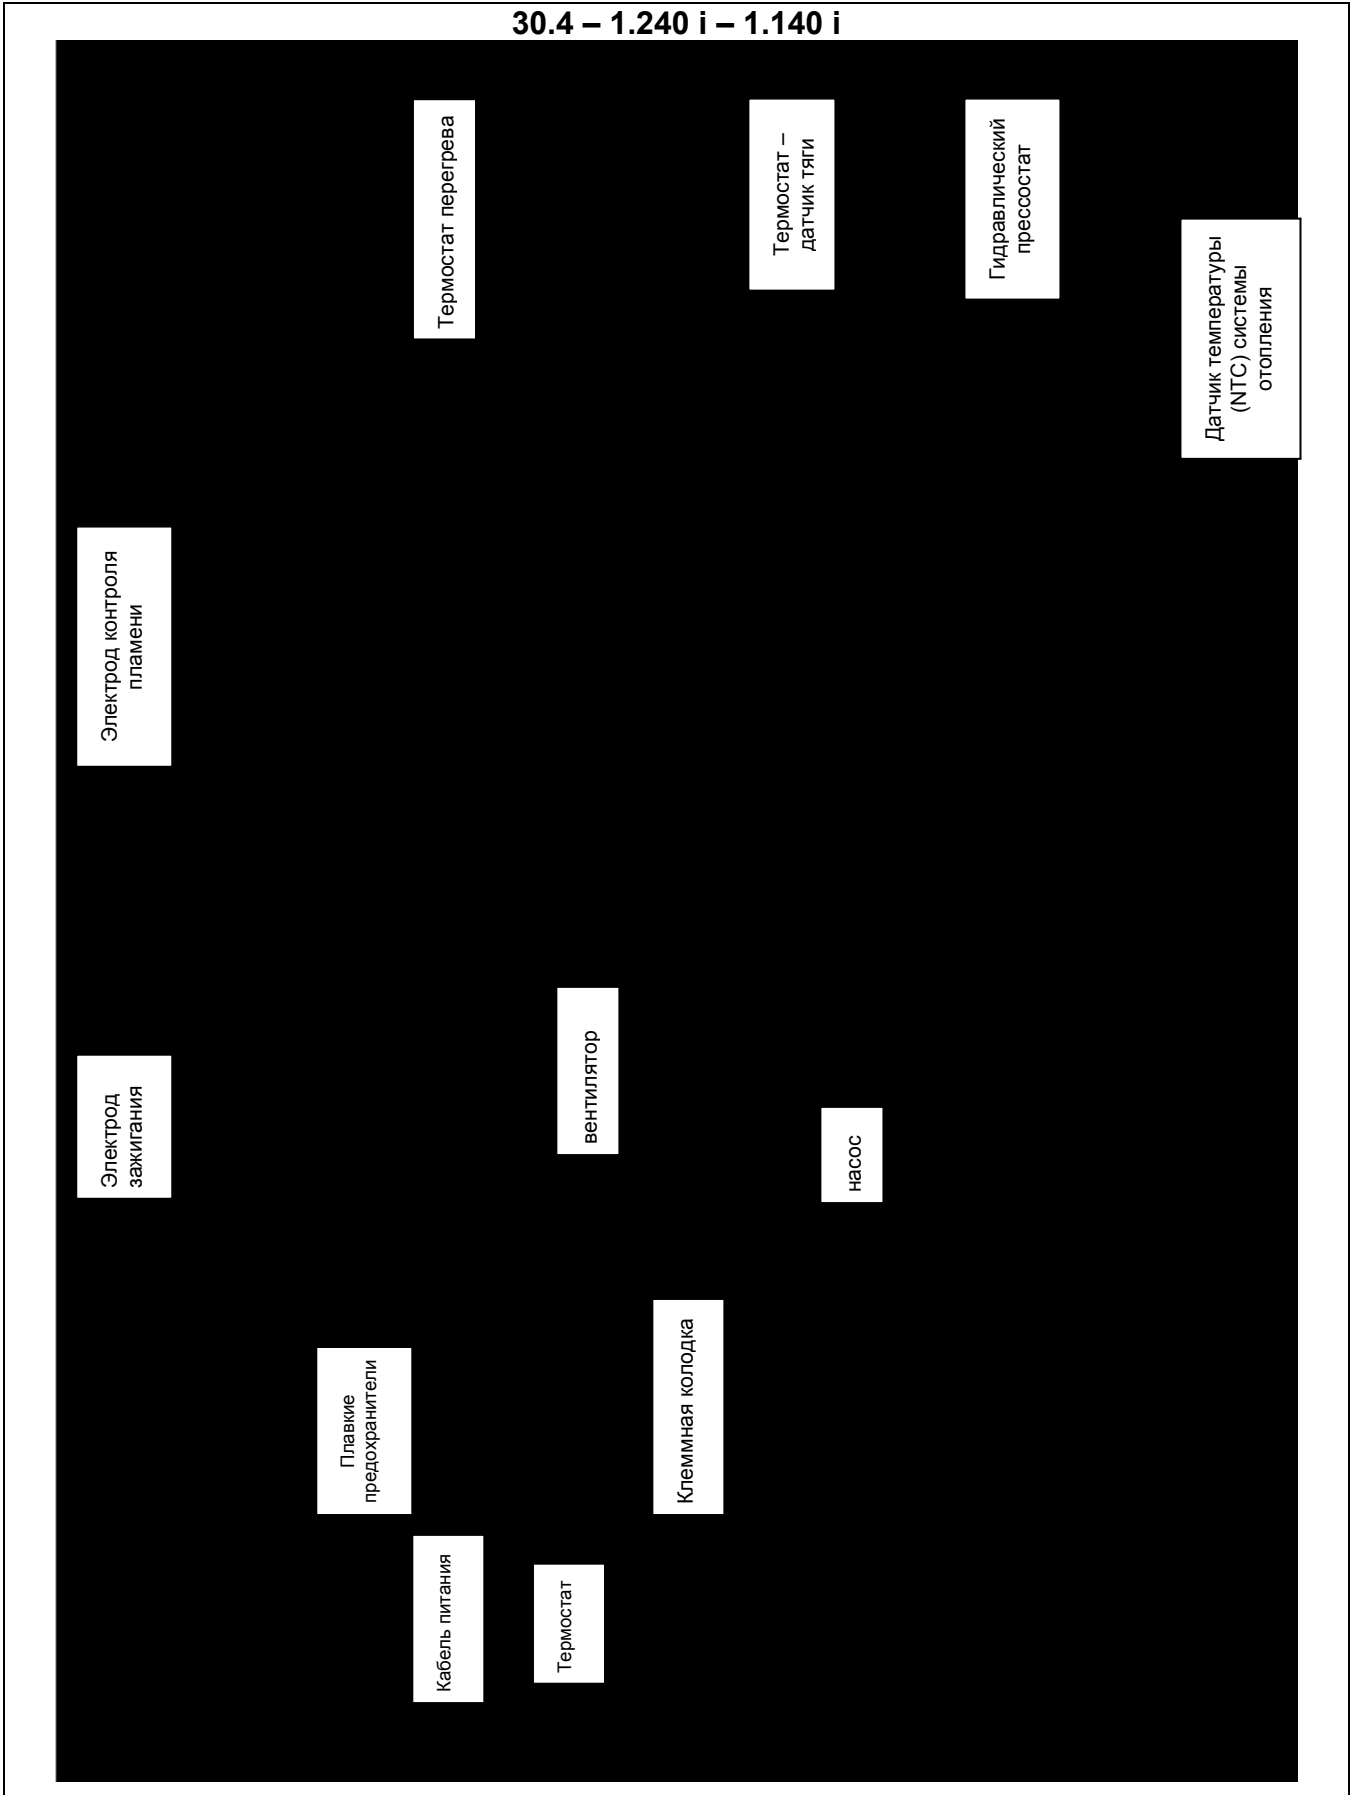 30.4 – 1.240 i – 1.140 i
Термостат перегрева
Термостат –
датчик тяги
Гидравлический
прессостат
Датчик температуры
(NTC) системы
отопления
Электрод контроля
пламени
вентилятор
Электрод
зажигания
насос
Клеммная колодка
Плавкие
предохранители
Кабель питания
Термостат